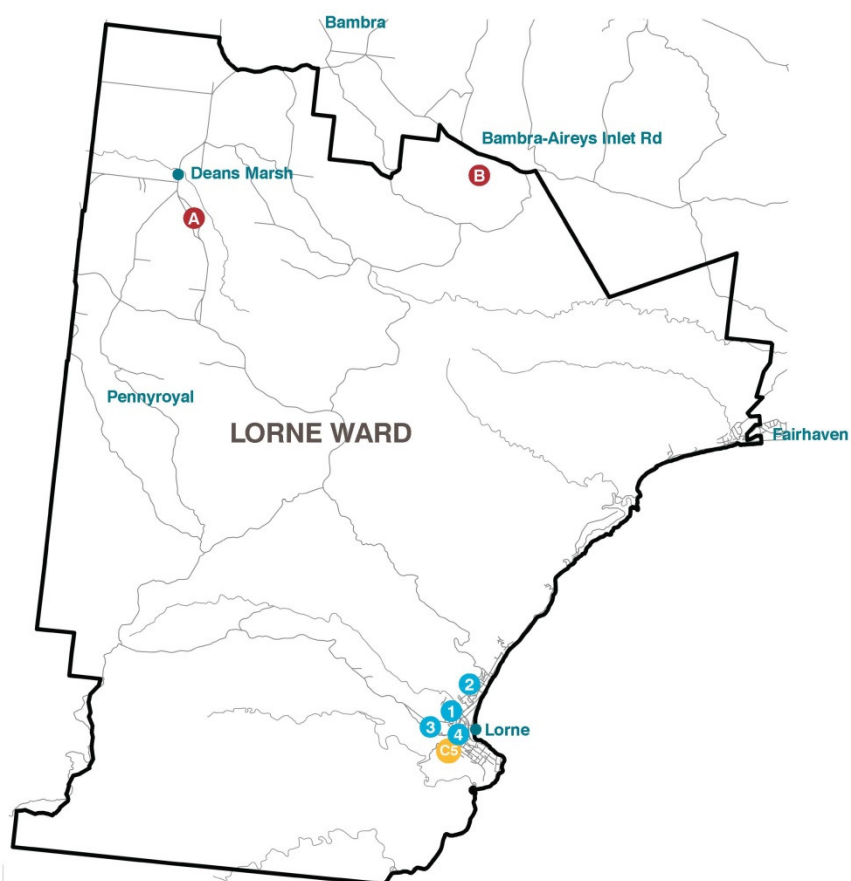 Bambra
Bambra-Aireys Inlet Rd
Deans Marsh
B
A
Pennyroyal
LORNE WARD
Fairhaven
2
1
3
4
Lorne
C5